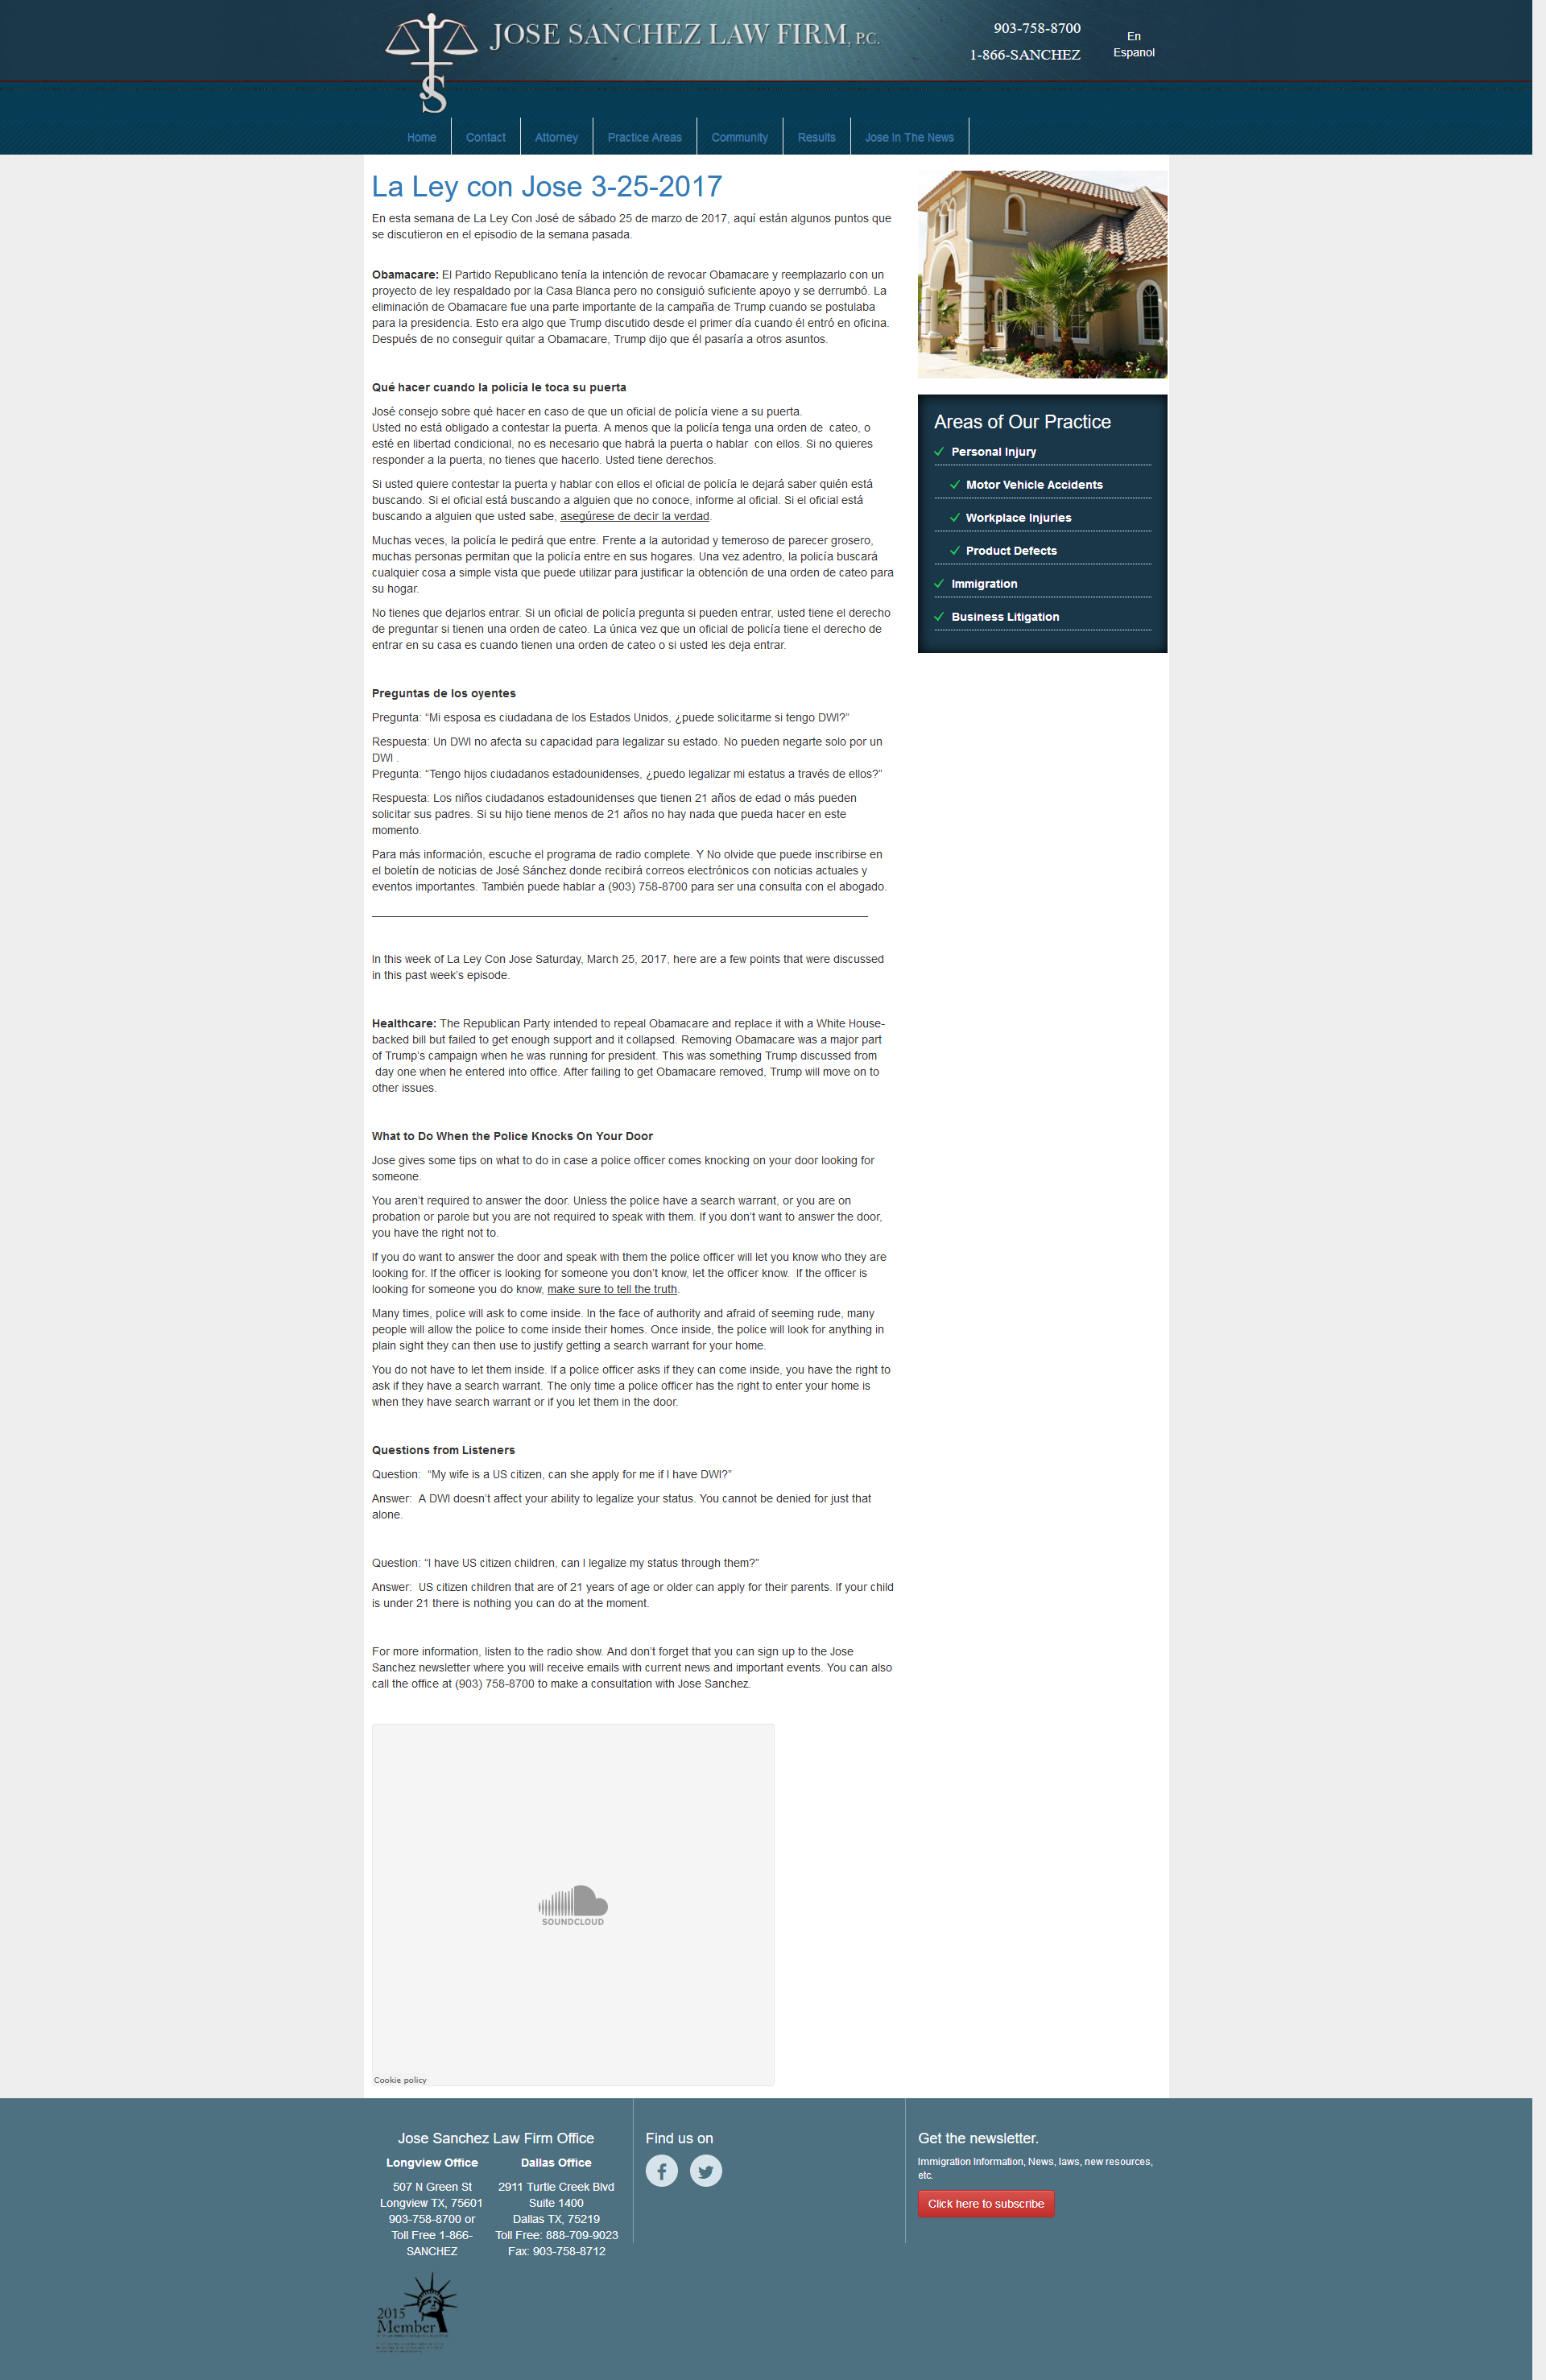 JOSE SANCHEZ LAW FIRM, P.C.
903-758-8700
1-866-SANCHEZ
En
Espanol
Home
Contact
Attorney
Practice Areas
Community
Results
Jose In The News
La Ley con Jose 3-25-2017
En esta semana de La Ley Con José de sábado 25 de marzo de 2017, aquí están algunos puntos que
se discutieron en el episodio de la semana pasada.
Obamacare: El Partido Republicano tenía la intención de revocar Obamacare y reemplazarlo con un
proyecto de ley respaldado por la Casa Blanca pero no consiguió suficiente apoyo y se derrumbó. La
eliminación de Obamacare fue una parte importante de la campaña de Trump cuando se postulaba
para la presidencia. Esto era algo que Trump discutido desde el primer día cuando él entró en oficina.
Después de no conseguir quitar a Obamacare, Trump dijo que él pasaría a otros asuntos.
Qué hacer cuando la policía le toca su puerta
José consejo sobre qué hacer en caso de que un oficial de policía viene a su puerta.
Usted no está obligado a contestar la puerta. A menos que la policía tenga una orden de  cateo, o
esté en libertad condicional, no es necesario que habrá la puerta o hablar  con ellos. Si no quieres
responder a la puerta, no tienes que hacerlo. Usted tiene derechos.
Si usted quiere contestar la puerta y hablar con ellos el oficial de policía le dejará saber quién está
buscando. Si el oficial está buscando a alguien que no conoce, informe al oficial. Si el oficial está
buscando a alguien que usted sabe, asegúrese de decir la verdad.
Muchas veces, la policía le pedirá que entre. Frente a la autoridad y temeroso de parecer grosero,
muchas personas permitan que la policía entre en sus hogares. Una vez adentro, la policía buscará
cualquier cosa a simple vista que puede utilizar para justificar la obtención de una orden de cateo para
su hogar.
No tienes que dejarlos entrar. Si un oficial de policía pregunta si pueden entrar, usted tiene el derecho
de preguntar si tienen una orden de cateo. La única vez que un oficial de policía tiene el derecho de
entrar en su casa es cuando tienen una orden de cateo o si usted les deja entrar.
Preguntas de los oyentes
Pregunta: “Mi esposa es ciudadana de los Estados Unidos, ¿puede solicitarme si tengo DWI?”
Respuesta: Un DWI no afecta su capacidad para legalizar su estado. No pueden negarte solo por un
DWI .
Pregunta: “Tengo hijos ciudadanos estadounidenses, ¿puedo legalizar mi estatus a través de ellos?”
Respuesta: Los niños ciudadanos estadounidenses que tienen 21 años de edad o más pueden
solicitar sus padres. Si su hijo tiene menos de 21 años no hay nada que pueda hacer en este
momento.
Para más información, escuche el programa de radio complete. Y No olvide que puede inscribirse en
el boletín de noticias de José Sánchez donde recibirá correos electrónicos con noticias actuales y
eventos importantes. También puede hablar a (903) 758-8700 para ser una consulta con el abogado.
In this week of La Ley Con Jose Saturday, March 25, 2017, here are a few points that were discussed
in this past week’s episode.
Healthcare: The Republican Party intended to repeal Obamacare and replace it with a White House-
backed bill but failed to get enough support and it collapsed. Removing Obamacare was a major part
of Trump’s campaign when he was running for president. This was something Trump discussed from
day one when he entered into office. After failing to get Obamacare removed, Trump will move on to
other issues.
What to Do When the Police Knocks On Your Door
Jose gives some tips on what to do in case a police officer comes knocking on your door looking for
someone.
You aren’t required to answer the door. Unless the police have a search warrant, or you are on
probation or parole but you are not required to speak with them. If you don’t want to answer the door,
you have the right not to.
If you do want to answer the door and speak with them the police officer will let you know who they are
looking for. If the officer is looking for someone you don’t know, let the officer know.  If the officer is
looking for someone you do know, make sure to tell the truth.
Many times, police will ask to come inside. In the face of authority and afraid of seeming rude, many
people will allow the police to come inside their homes. Once inside, the police will look for anything in
plain sight they can then use to justify getting a search warrant for your home.
You do not have to let them inside. If a police officer asks if they can come inside, you have the right to
ask if they have a search warrant. The only time a police officer has the right to enter your home is
when they have search warrant or if you let them in the door.
Questions from Listeners
Question:  “My wife is a US citizen, can she apply for me if I have DWI?”
Answer:  A DWI doesn’t affect your ability to legalize your status. You cannot be denied for just that
alone.
Question: “I have US citizen children, can I legalize my status through them?”
Answer:  US citizen children that are of 21 years of age or older can apply for their parents. If your child
is under 21 there is nothing you can do at the moment.
For more information, listen to the radio show. And don’t forget that you can sign up to the Jose
Sanchez newsletter where you will receive emails with current news and important events. You can also
call the office at (903) 758-8700 to make a consultation with Jose Sanchez.
SOUNDCLOUD
Cookie policy
Areas of Our Practice
Personal Injury
Motor Vehicle Accidents
Workplace Injuries
Product Defects
Immigration
Business Litigation
Jose Sanchez Law Firm Office
Longview Office
507 N Green St
Longview TX, 75601
903-758-8700 or
Toll Free 1-866-
SANCHEZ
Dallas Office
2911 Turtle Creek Blvd
Suite 1400
Dallas TX, 75219
Toll Free: 888-709-9023
Fax: 903-758-8712
2015
Member
Find us on
Get the newsletter.
Immigration Information, News, laws, new resources,
etc.
Click here to subscribe